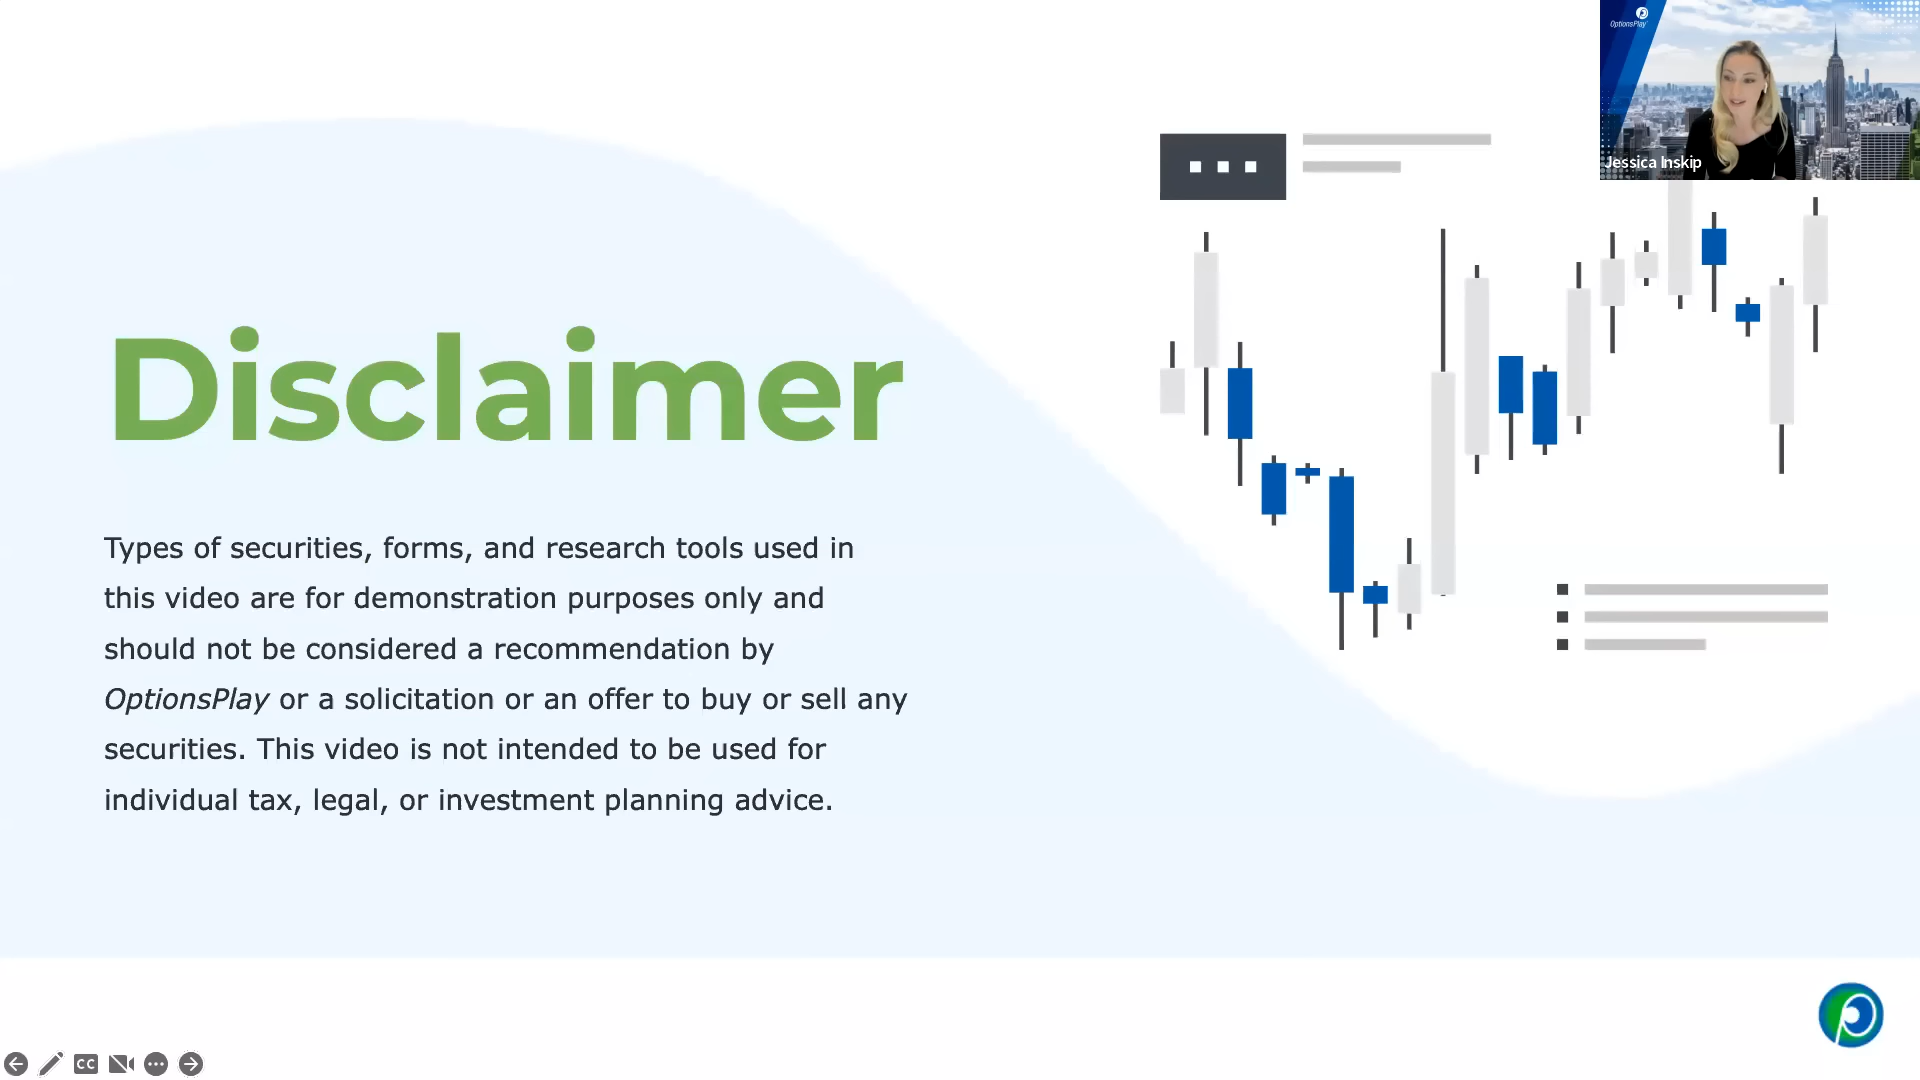 OptionsPlay
Jessica Inskip
Disclaimer
Types of securities, forms, and research tools used in
this video are for demonstration purposes only and
should not be considered a recommendation by
OptionsPlay or a solicitation or an offer to buy or sell any
securities. This video is not intended to be used for
individual tax, legal, or investment planning advice.
CC